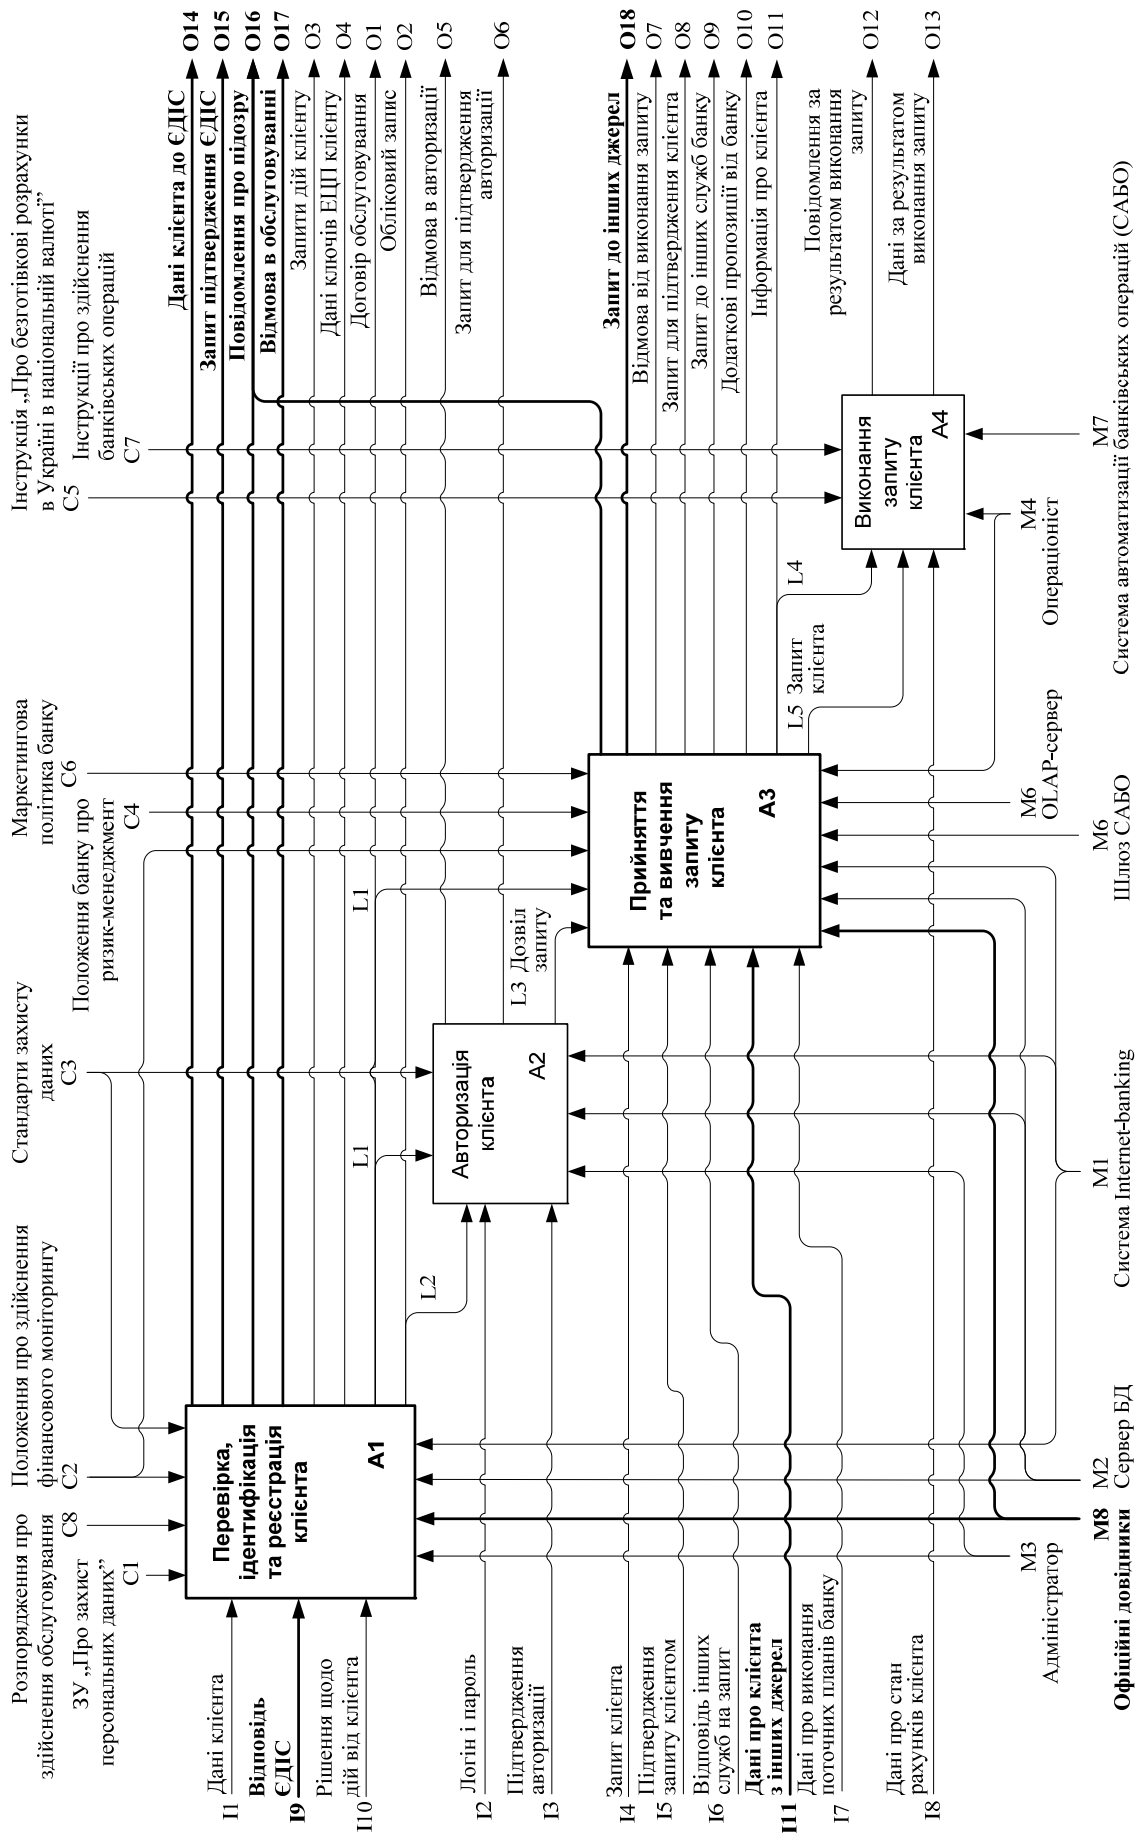 Розпорядження про
здійснення обслуговування
C8
ЗУ „Про захист
персональних даних”
C1
Положення про здійснення
фінансового моніторингу
C2
Стандарти захисту
даних
C3
Положення банку про
ризик-менеджмент
C4
Маркетингова
політика банку
C6
Інструкція „Про безготівкові розрахунки
в Україні в національній валюті”
C5
Інструкції про здійснення
банківських операцій
C7
I1
Дані клієнта
I9
Відповідь
ЄДІС
I10
Рішення щодо
дій від клієнта
I2
Логін і пароль
I3
Підтвердження
авторизації
I4
Запит клієнта
I5
Підтвердження
запиту клієнтом
I6
Відповідь інших
служб на запит
I11
Дані про клієнта
з інших джерел
I7
Дані про виконання
поточних планів банку
I8
Дані про стан
рахунків клієнта
Перевірка,
ідентифікація
та реєстрація
клієнта
A1
Авторизація
клієнта
A2
Прийняття
та вивчення
запиту
клієнта
A3
Виконання
запиту
клієнта
A4
L1
L1
L2
L3 Дозвіл
запиту
L4
L5 Запит
клієнта
Дані клієнта до ЄДІС
O14
Запит підтвердження ЄДІС
O15
Повідомлення про підозру
O16
Відмова в обслуговуванні
O17
Запити дій клієнту
O3
Дані ключів ЕЦП клієнту
O4
Договір обслуговування
O1
Обліковий запис
O2
Відмова в авторизації
O5
Запит для підтвердження
авторизації
O6
Запит до інших джерел
O18
Відмова від виконання запиту
O7
Запит для підтвердження клієнта
O8
Запит до інших служб банку
O9
Додаткові пропозиції від банку
O10
Інформація про клієнта
O11
Повідомлення за
результатом виконання
запиту
O12
Дані за результатом
виконання запиту
O13
M3
Адміністратор
M8
Офіційні довідники
M2
Сервер БД
M1
Система Internet-banking
M6
Шлюз САБО
M6
OLAP-сервер
M4
Операціоніст
M7
Система автоматизації банківських операцій (САБО)